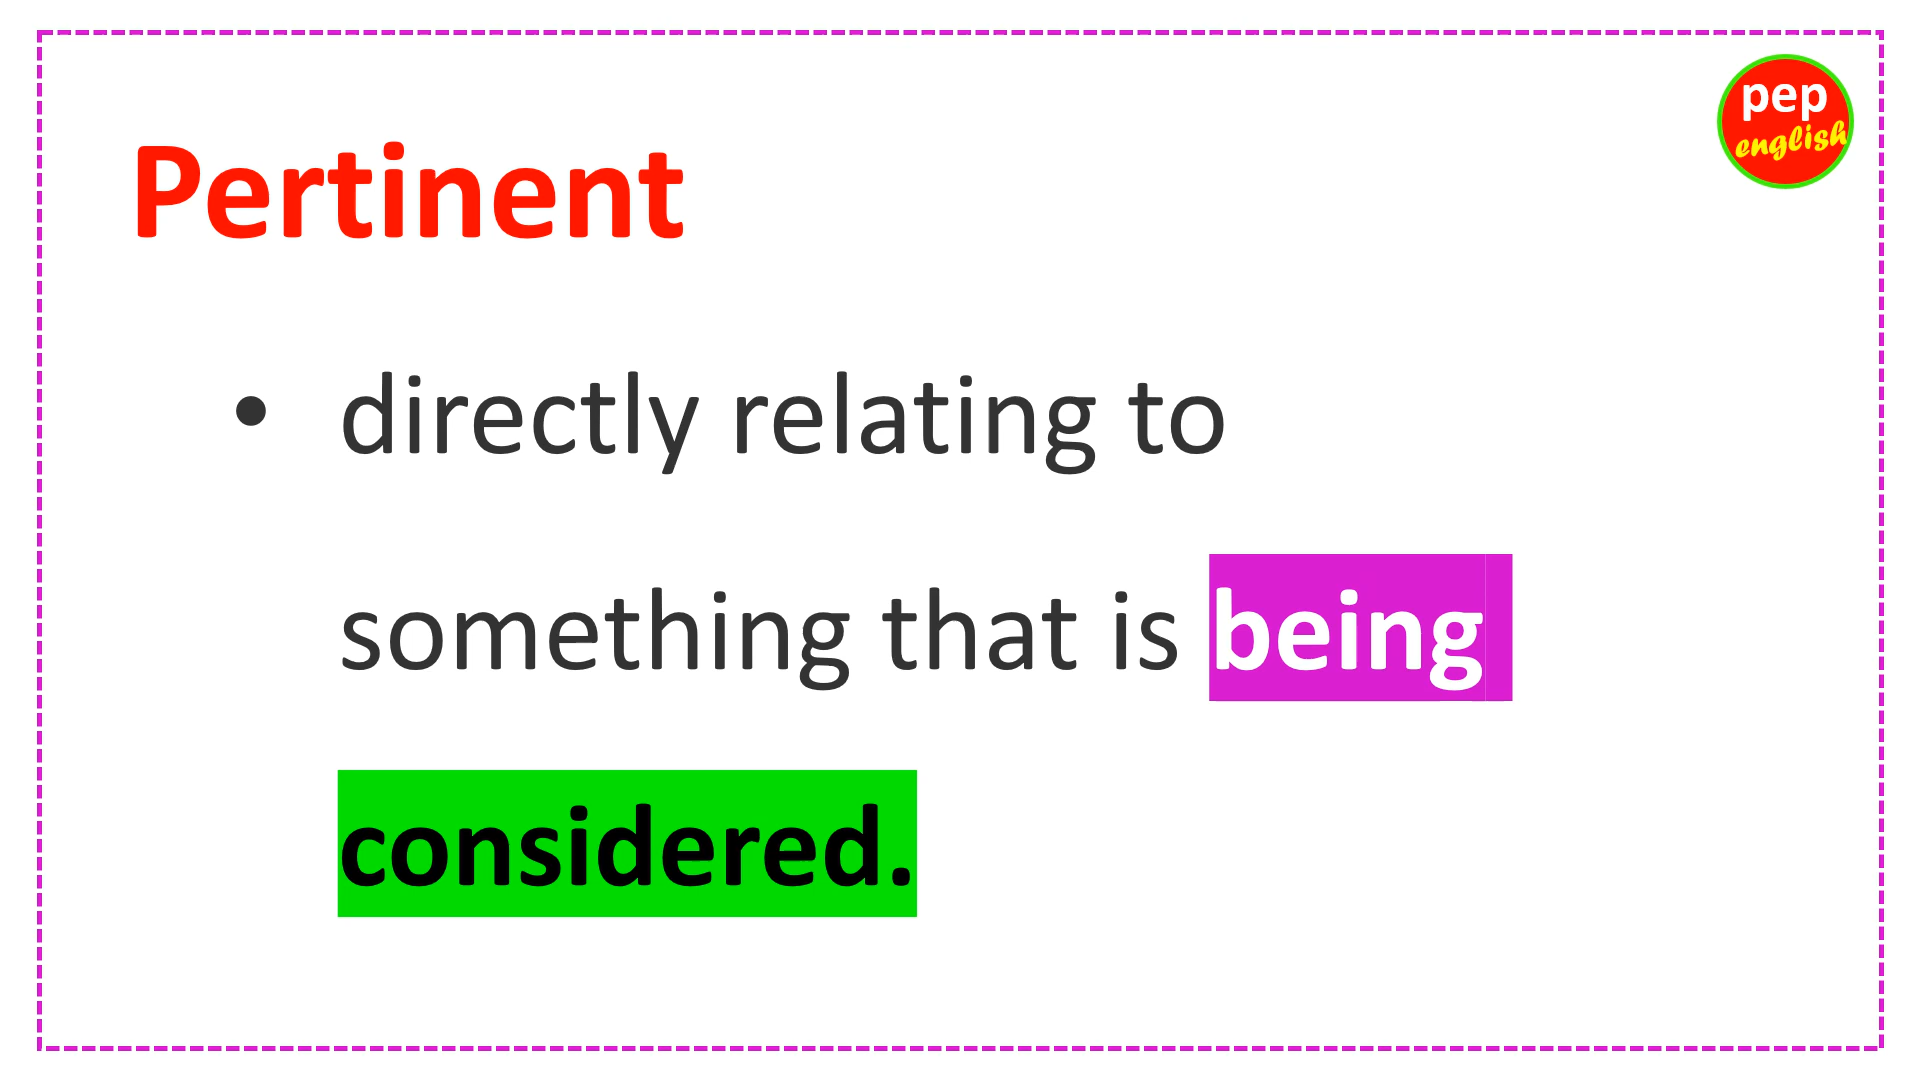 pep
english
Pertinent
• directly relating to
something that is being
considered.